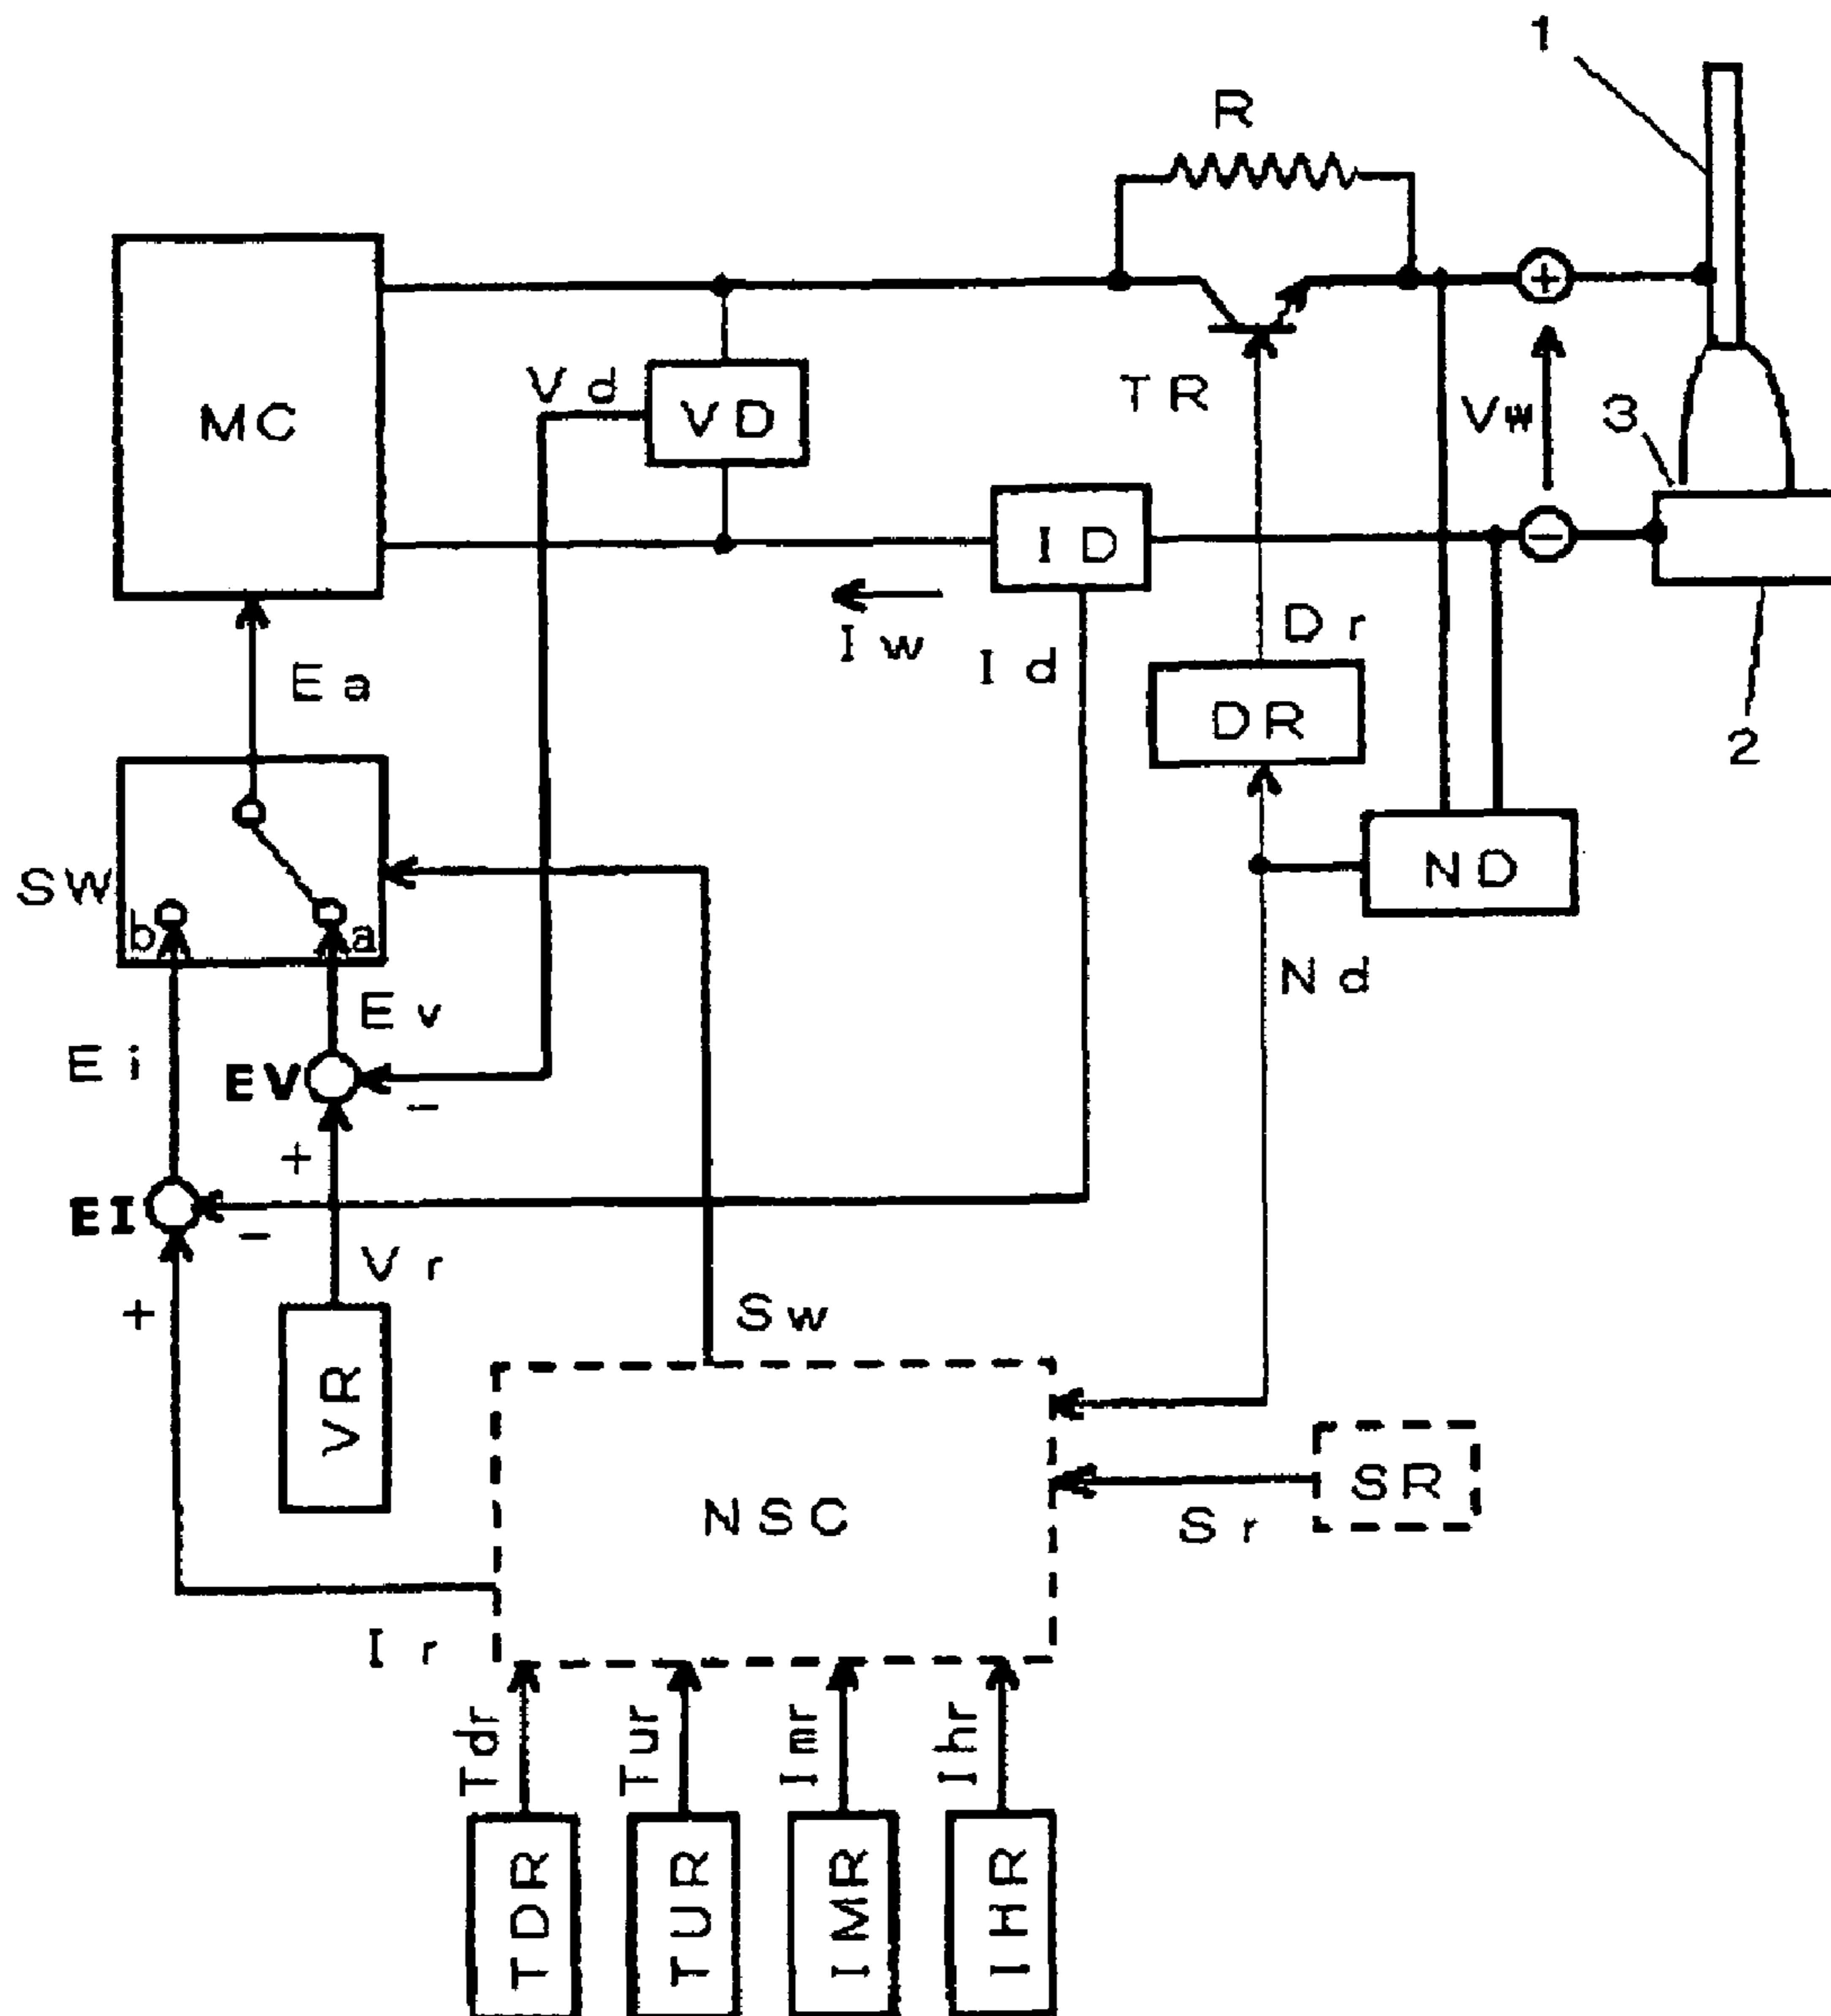 1
R
+
MC
Vd
VD
TR
Vw
3
ID
−
Iw
Id
Dr
Ea
DR
2
SW
b
a
ND
Nd
Ev
Ei
EV
−
+
EI
−
Vr
+
Sw
VR
NSC
SR
Sr
Ir
Tdr
Tur
Imr
Ihr
TDR
TUR
IMR
IHR